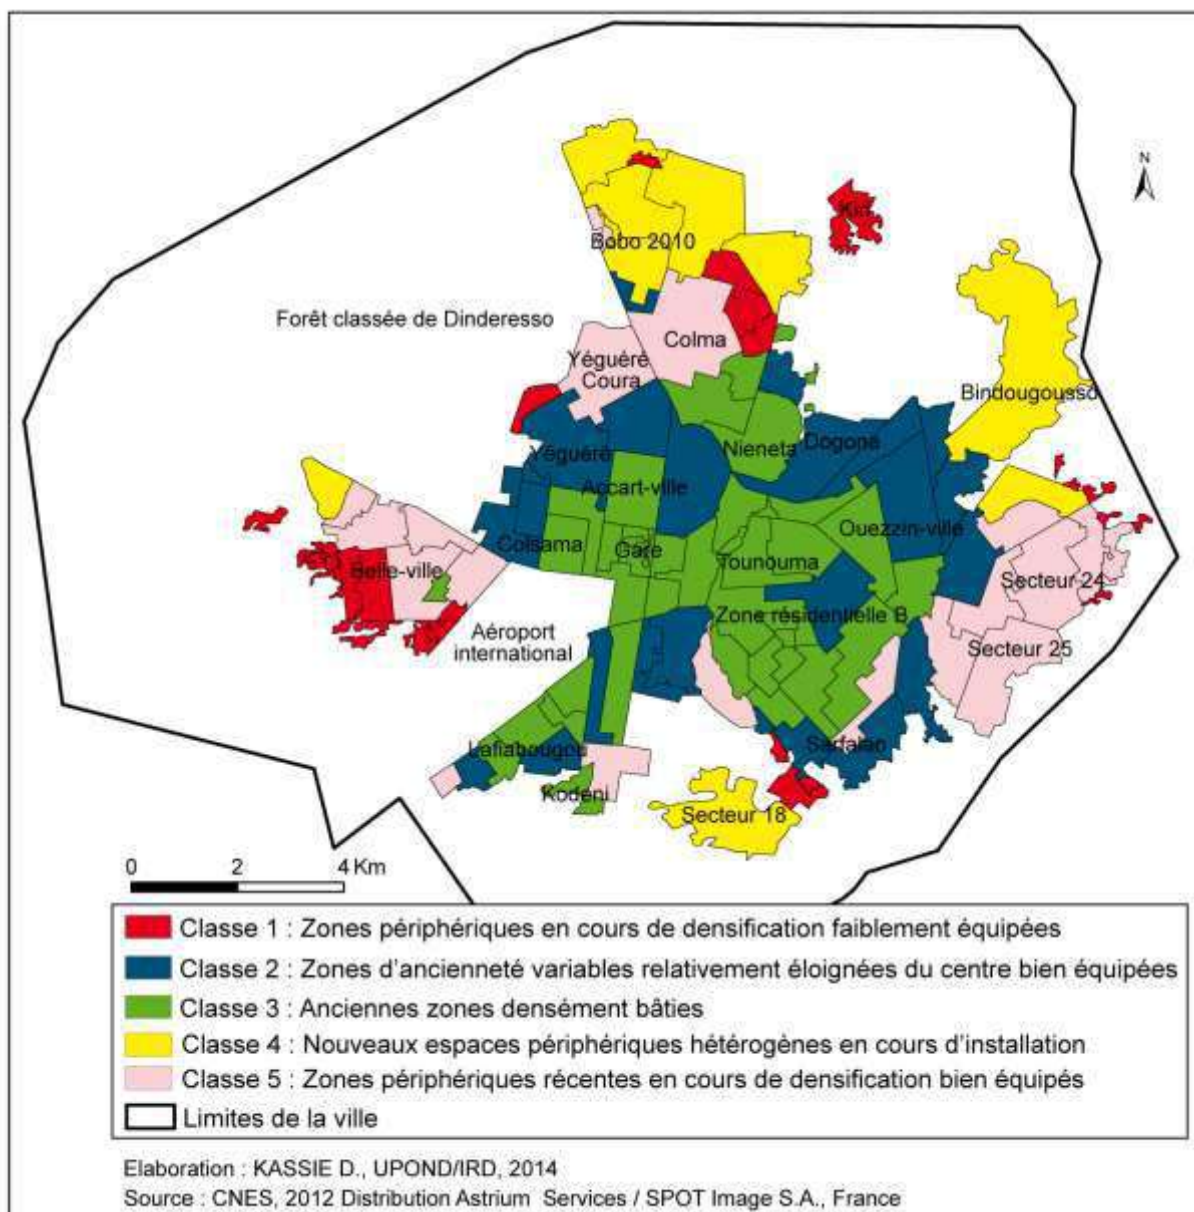 N
Kiri
Bobo 2010
Forêt classée de Dinderesso
Colma
Yéguéré
Coura
Bindougousso
Nieneta
Dogona
Yéguéré
Accart-ville
Ouezzin-ville
Colsama
Gare
Tounouma
Belle-ville
Secteur 24
Zone résidentielle B
Aéroport
international
Secteur 25
Sarfalao
Lafiabougou
Kodéni
Secteur 18
0 2 4 Km
Classe 1 : Zones périphériques en cours de densification faiblement équipées
Classe 2 : Zones d'ancienneté variables relativement éloignées du centre bien équipées
Classe 3 : Anciennes zones densément bâties
Classe 4 : Nouveaux espaces périphériques hétérogènes en cours d'installation
Classe 5 : Zones périphériques récentes en cours de densification bien équipés
Limites de la ville
Elaboration : KASSIE D., UPOND/IRD, 2014
Source : CNES, 2012 Distribution Astrium Services / SPOT Image S.A., France